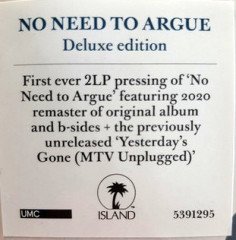 NO NEED TO ARGUE
Deluxe edition
First ever 2LP pressing of ‘No
Need to Argue’ featuring 2020
remaster of original album
and b-sides + the previously
unreleased ‘Yesterday’s
Gone (MTV Unplugged)’
UMC
ISLAND
5391295